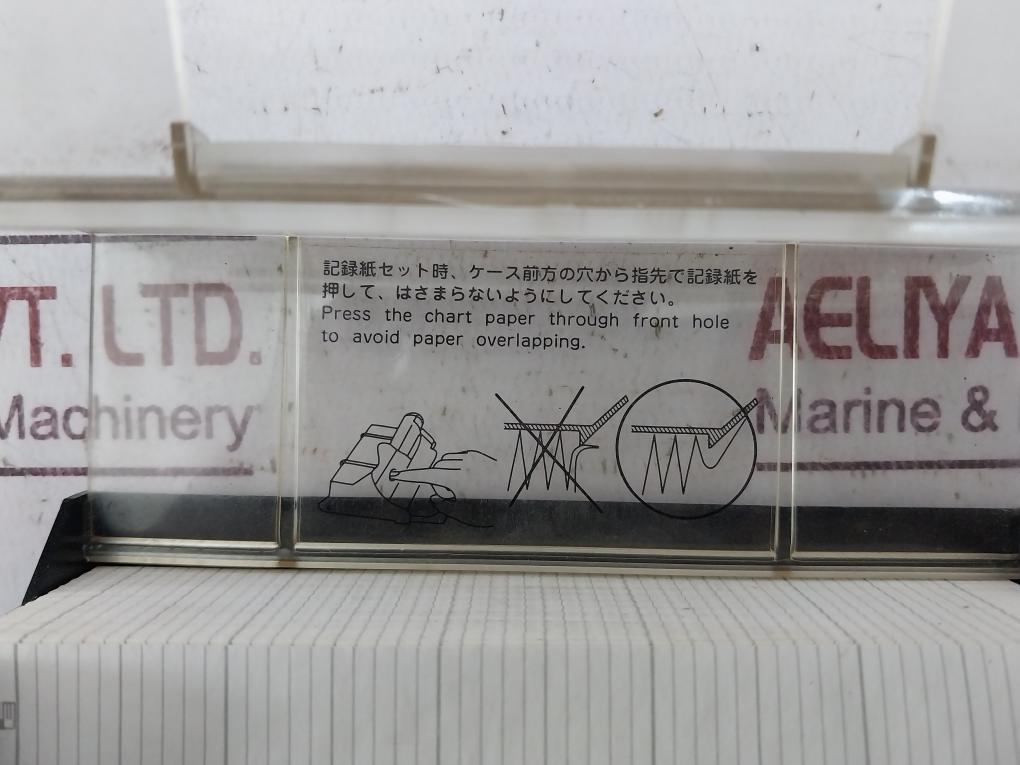 記録紙セット時、ケース前方の穴から指先で記録紙を
押して、はさまらないようにしてください。
Press the chart paper through front hole
to avoid paper overlapping.
LTD.
AELIYA
Machinery
Marine &